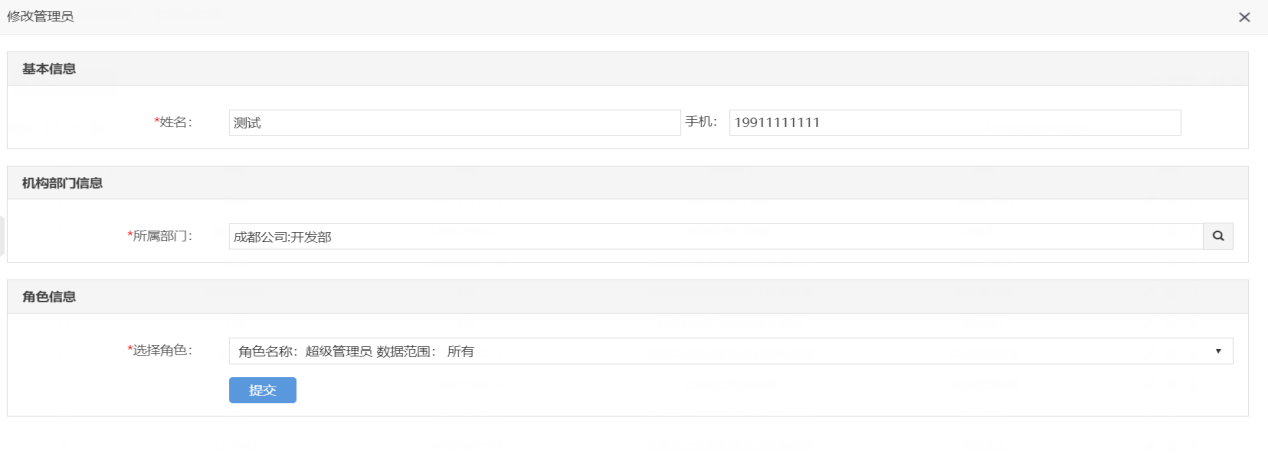 修改管理员
基本信息
*姓名： 测试 手机： 19911111111
机构部门信息
*所属部门： 成都公司:开发部
角色信息
*选择角色： 角色名称：超级管理员 数据范围： 所有
提交